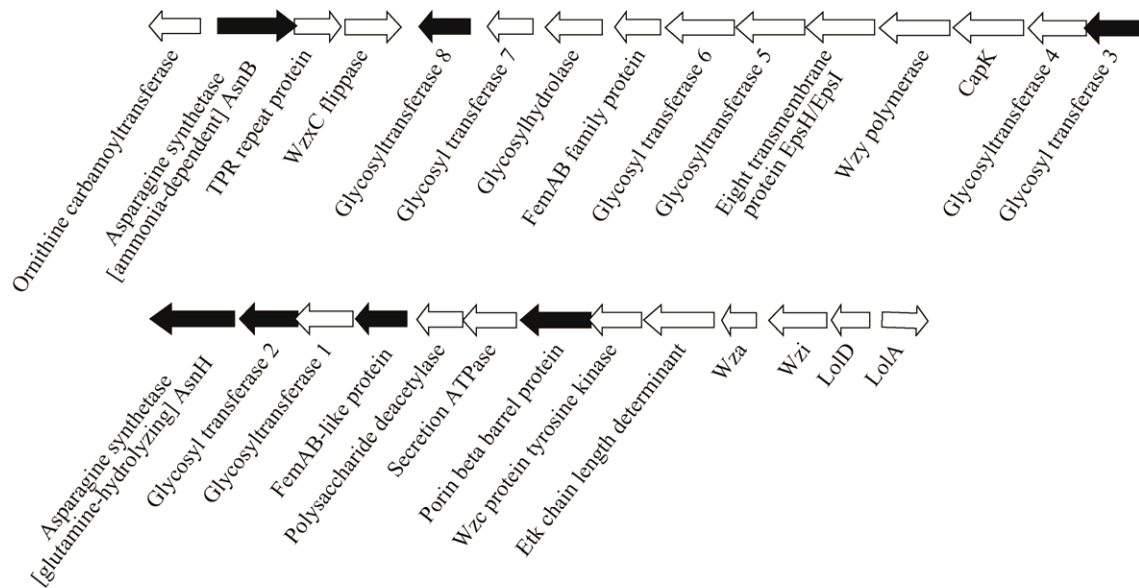 Ornithine carbamoyltransferase
Asparagine synthetase
[ammonia-dependent] AsnB
TPR repeat protein
WzxC flippase
Glycosyltransferase 8
Glycosyl transferase 7
Glycosylhydrolase
FemAB family protein
Glycosyl transferase 6
Glycosyltransferase 5
Eight transmembrane
protein EpsH/EpsI
Wzy polymerase
CapK
Glycosyltransferase 4
Glycosyl transferase 3
Asparagine synthetase
[glutamine-hydrolyzing] AsnH
Glycosyl transferase 2
Glycosyltransferase 1
FemAB-like protein
Polysaccharide deacetylase
Secretion ATPase
Porin beta barrel protein
Wzc protein tyrosine kinase
Etk chain length determinant
Wza
Wzi
LolD
LolA